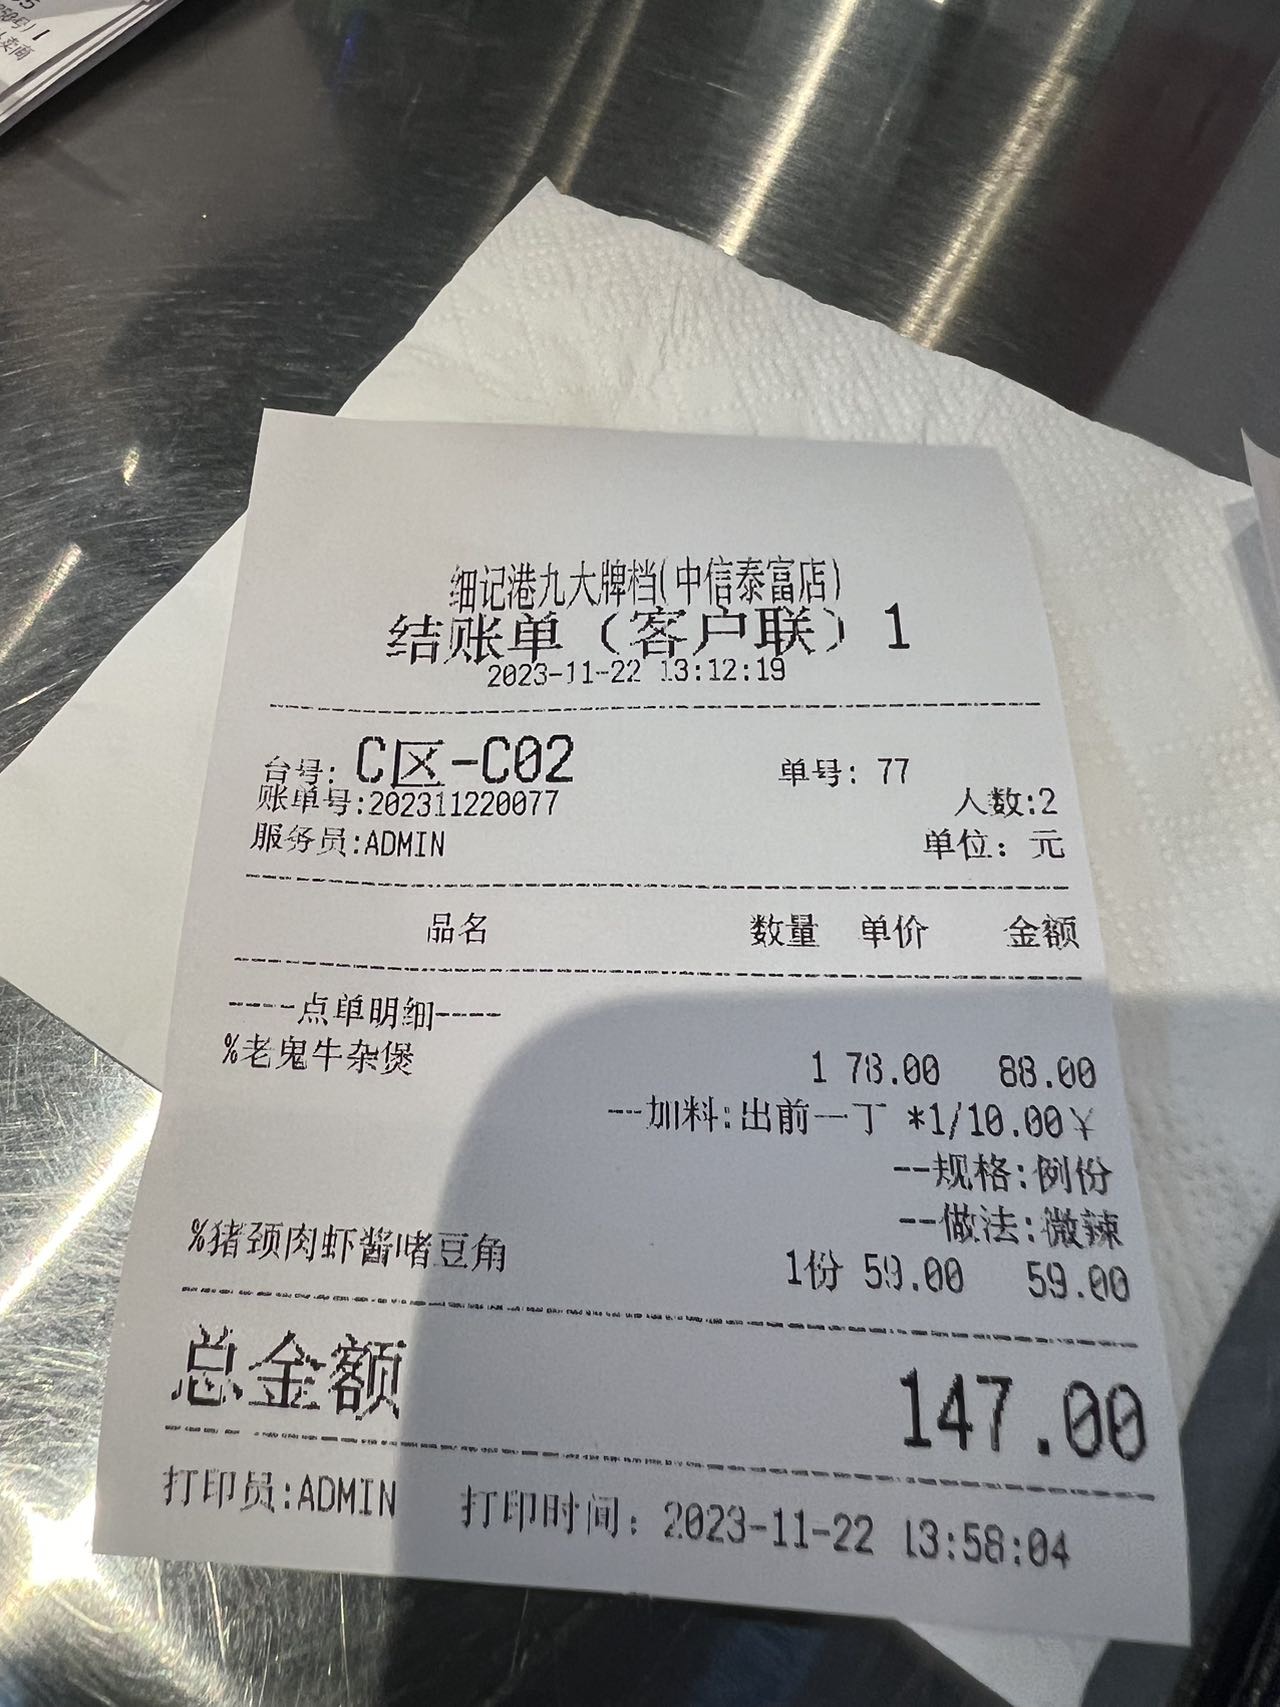 细记港九大牌档(中信泰富店)
结账单（客户联）1
2023-11-22 13:12:19
台号: C区-C02 单号: 77
账单号:202311220077 人数:2
服务员:ADMIN 单位: 元
品名 数量 单价 金额
----点单明细----
%老鬼牛杂煲 1 78.00 88.00
--加料:出前一丁 *1/10.00¥
--规格:例份
--做法:微辣
%猪颈肉虾酱啫豆角 1份 59.00 59.00
总金额 147.00
打印员:ADMIN 打印时间: 2023-11-22 13:58:04